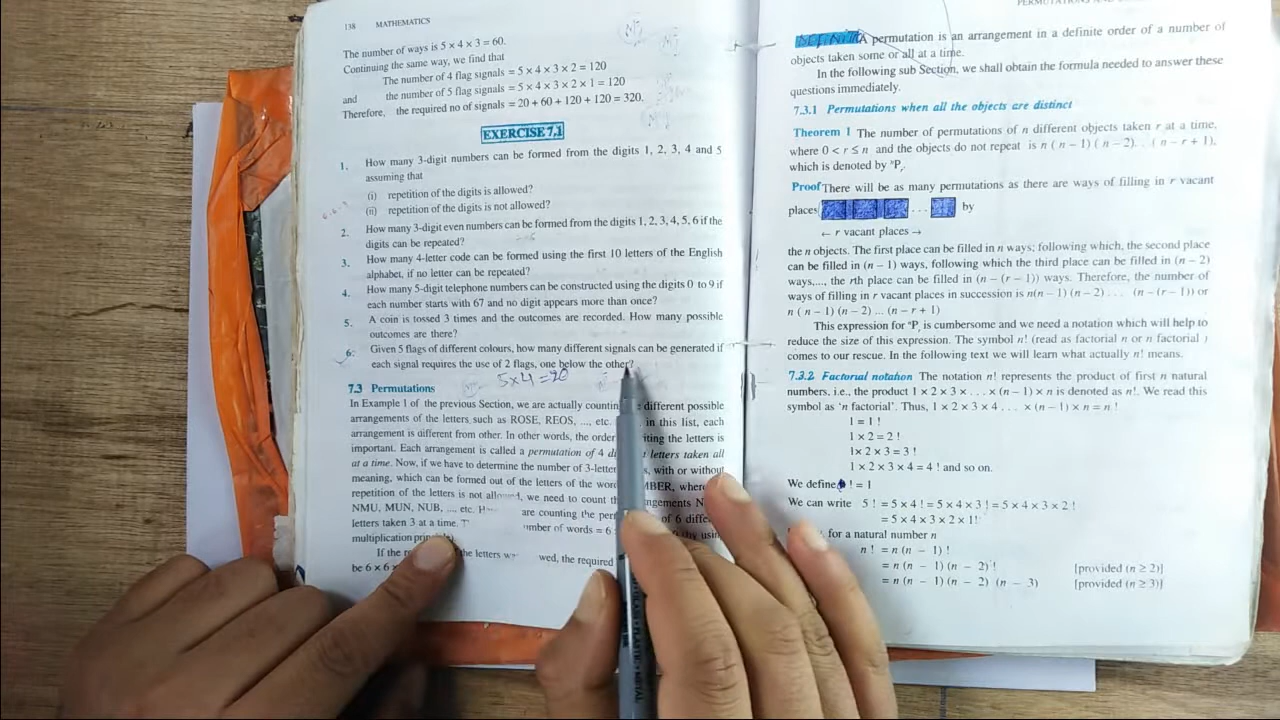 138 MATHEMATICS
The number of ways is 5 × 4 × 3 = 60.
Continuing the same way, we find that
The number of 4 flag signals = 5 × 4 × 3 × 2 = 120
and the number of 5 flag signals = 5 × 4 × 3 × 2 × 1 = 120
Therefore, the required no of signals = 20 + 60 + 120 + 120 = 320.
EXERCISE 7.1
1. How many 3-digit numbers can be formed from the digits 1, 2, 3, 4 and 5
assuming that
(i) repetition of the digits is allowed?
(ii) repetition of the digits is not allowed?
2. How many 3-digit even numbers can be formed from the digits 1, 2, 3, 4, 5, 6 if the
digits can be repeated?
3. How many 4-letter code can be formed using the first 10 letters of the English
alphabet, if no letter can be repeated?
4. How many 5-digit telephone numbers can be constructed using the digits 0 to 9 if
each number starts with 67 and no digit appears more than once?
5. A coin is tossed 3 times and the outcomes are recorded. How many possible
outcomes are there?
6. Given 5 flags of different colours, how many different signals can be generated if
each signal requires the use of 2 flags, one below the other?
5×4=20
7.3 Permutations
In Example 1 of the previous Section, we are actually different possible
arrangements of the letters such as ROSE, REOS, ..., etc. in this list, each
arrangement is different from other. In other words, the order the letters is
important. Each arrangement is called a permutation of 4 letters taken all
at a time. Now, if we have to determine the number of 3-letter with or without
meaning, which can be formed out of the letters of the
repetition of the letters is not we need to count
NMU, MUN, NUB, ..., etc. are counting the of 6
letters taken 3 at a time. of words = 6
If the the letters the required
be 6 × 6
DEFINITION A permutation is an arrangement in a definite order of a number of
objects taken some or all at a time.
In the following sub Section, we shall obtain the formula needed to answer these
questions immediately.
7.3.1 Permutations when all the objects are distinct
Theorem 1 The number of permutations of n different objects taken r at a time,
where 0 < r ≤ n and the objects do not repeat is n ( n – 1) ( n – 2). . .( n – r + 1),
which is denoted by ⁿPᵣ.
Proof There will be as many permutations as there are ways of filling in r vacant
places . . . by
← r vacant places →
the n objects. The first place can be filled in n ways; following which, the second place
can be filled in (n – 1) ways, following which the third place can be filled in (n – 2)
ways,..., the rth place can be filled in (n – (r – 1)) ways. Therefore, the number of
ways of filling in r vacant places in succession is n(n – 1) (n – 2) . . . (n – (r – 1)) or
n ( n – 1) (n – 2) ... (n – r + 1)
This expression for ⁿPᵣ is cumbersome and we need a notation which will help to
reduce the size of this expression. The symbol n! (read as factorial n or n factorial )
comes to our rescue. In the following text we will learn what actually n! means.
7.3.2 Factorial notation The notation n! represents the product of first n natural
numbers, i.e., the product 1 × 2 × 3 × . . . × (n – 1) × n is denoted as n!. We read this
symbol as ‘n factorial’. Thus, 1 × 2 × 3 × 4 . . . × (n – 1) × n = n !
1 = 1 !
1 × 2 = 2 !
1× 2 × 3 = 3 !
1 × 2 × 3 × 4 = 4 ! and so on.
We define ! = 1
We can write 5 ! = 5 × 4 ! = 5 × 4 × 3 ! = 5 × 4 × 3 × 2 !
= 5 × 4 × 3 × 2 × 1!
for a natural number n
n ! = n (n – 1) !
= n (n – 1) (n – 2) ! [provided (n ≥ 2)]
= n (n – 1) (n – 2) (n – 3) [provided (n ≥ 3)]